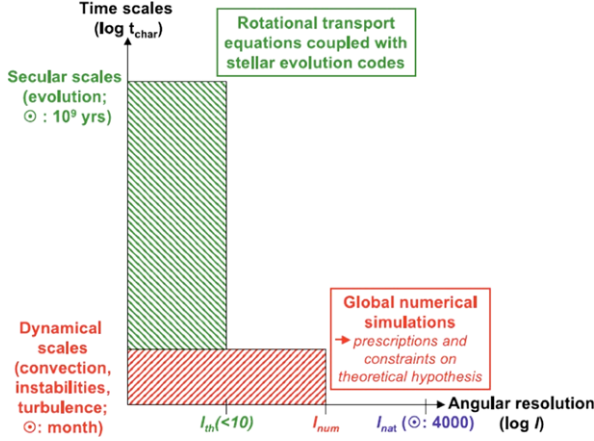 Time scales
(log t_char)
Rotational transport
equations coupled with
stellar evolution codes
Secular scales
(evolution;
☉ : 10⁹ yrs)
Global numerical
simulations
→ prescriptions and
constraints on
theoretical hypothesis
Dynamical
scales
(convection,
instabilities,
turbulence;
☉: month)
l_th(<10)
l_num
l_nat (☉: 4000)
Angular resolution
(log l)